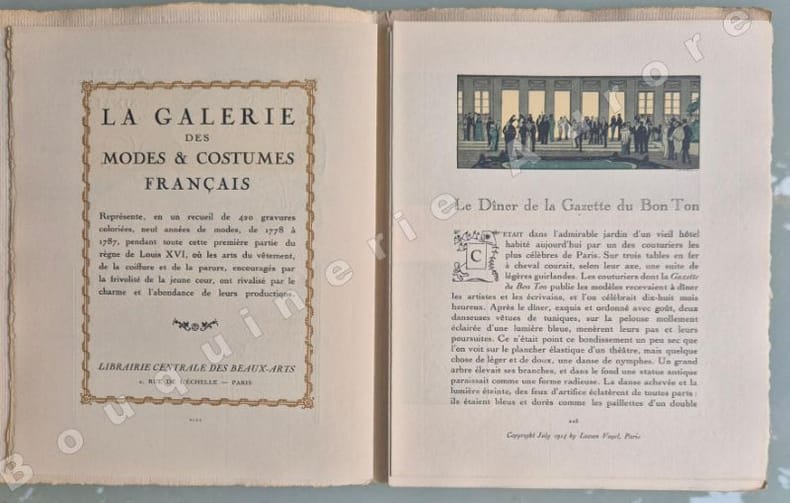 LA GALERIE
DES
MODES & COSTUMES
FRANÇAIS
Représente, en un recueil de 420 gravures
coloriées, neuf années de modes, de 1778 à
1787, pendant toute cette première partie du
règne de Louis XVI, où les arts du vêtement,
de la coiffure et de la parure, encouragés par
la frivolité de la jeune cour, ont rivalisé par le
charme et l'abondance de leurs productions.
LIBRAIRIE CENTRALE DES BEAUX-ARTS
2, RUE DE L'ÉCHELLE — PARIS
Le Dîner de la Gazette du Bon Ton
C'ÉTAIT dans l'admirable jardin d'un vieil hôtel
habité aujourd'hui par un des couturiers les
plus célèbres de Paris. Sur trois tables en fer
à cheval courait, selon leur axe, une suite de
légères guirlandes. Les couturiers dont la Gazette
du Bon Ton publie les modèles recevaient à dîner
les artistes et les écrivains, et l'on célébrait dix-huit mois
heureux. Après le dîner, exquis et ordonné avec goût, deux
danseuses vêtues de tuniques, sur la pelouse mollement
éclairée d'une lumière bleue, menèrent leurs pas et leurs
poursuites. Ce n'était point ce bondissement un peu sec que
l'on voit sur le plancher élastique d'un théâtre, mais quelque
chose de léger et de doux, une danse de nymphes. Un grand
arbre élevait ses branches, et dans le fond une statue antique
paraissait comme une forme radieuse. La danse achevée et la
lumière éteinte, des feux d'artifice éclatèrent de toutes parts :
ils étaient bleus et dorés comme les paillettes d'un double
Copyright July 1914 by Lucien Vogel, Paris
Bouquinerie Aurore